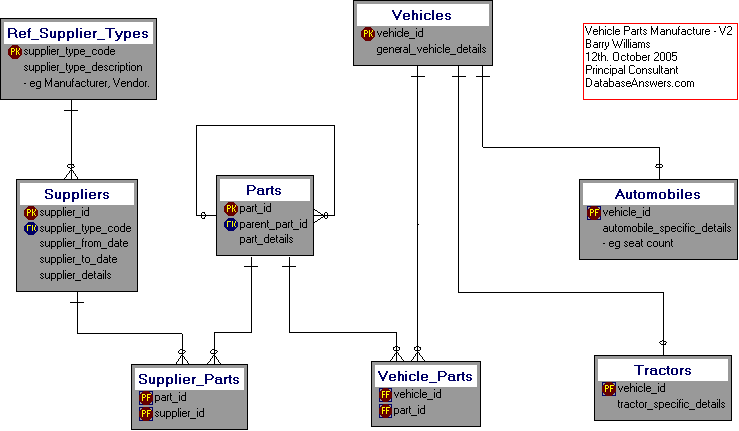 Ref_Supplier_Types
PK supplier_type_code
supplier_type_description
- eg Manufacturer, Vendor.
Vehicles
PK vehicle_id
general_vehicle_details
Vehicle Parts Manufacture - V2
Barry Williams
12th. October 2005
Principal Consultant
DatabaseAnswers.com
Suppliers
PK supplier_id
FK supplier_type_code
supplier_from_date
supplier_to_date
supplier_details
Parts
PK part_id
FK parent_part_id
part_details
Automobiles
PF vehicle_id
automobile_specific_details
- eg seat count
Supplier_Parts
PF part_id
PF supplier_id
Vehicle_Parts
FF vehicle_id
FF part_id
Tractors
PF vehicle_id
tractor_specific_details